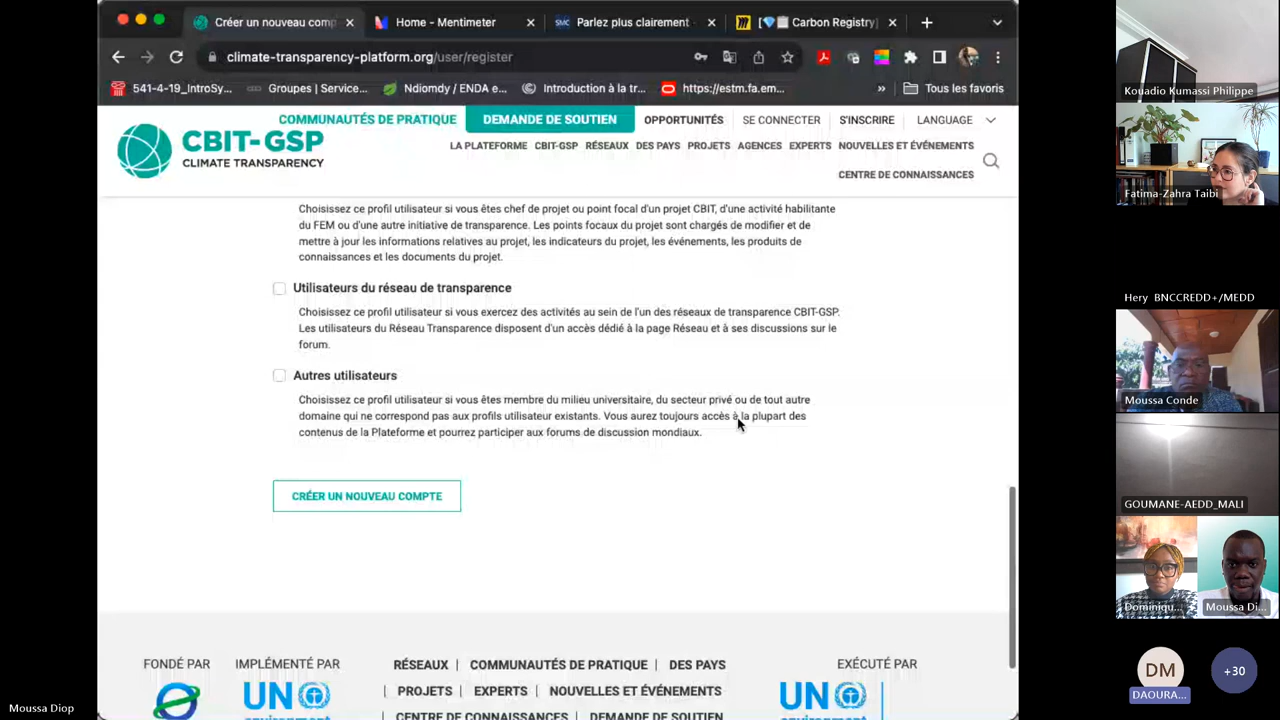 Créer un nouveau comp
Home - Mentimeter
SMC Parlez plus clairement
Carbon Registry
climate-transparency-platform.org/user/register
541-4-19_IntroSy...
Groupes | Service...
Ndiomdy / ENDA e...
Introduction à la tr...
https://estm.fa.em...
»
Tous les favoris
COMMUNAUTÉS DE PRATIQUE
DEMANDE DE SOUTIEN
OPPORTUNITÉS
SE CONNECTER
S'INSCRIRE
LANGUAGE
CBIT-GSP
CLIMATE TRANSPARENCY
LA PLATEFORME
CBIT-GSP
RÉSEAUX
DES PAYS
PROJETS
AGENCES
EXPERTS
NOUVELLES ET ÉVÉNEMENTS
CENTRE DE CONNAISSANCES
Choisissez ce profil utilisateur si vous êtes chef de projet ou point focal d'un projet CBIT, d'une activité habilitante
du FEM ou d'une autre initiative de transparence. Les points focaux du projet sont chargés de modifier et de
mettre à jour les informations relatives au projet, les indicateurs du projet, les événements, les produits de
connaissances et les documents du projet.
Utilisateurs du réseau de transparence
Choisissez ce profil utilisateur si vous exercez des activités au sein de l'un des réseaux de transparence CBIT-GSP.
Les utilisateurs du Réseau Transparence disposent d'un accès dédié à la page Réseau et à ses discussions sur le
forum.
Autres utilisateurs
Choisissez ce profil utilisateur si vous êtes membre du milieu universitaire, du secteur privé ou de tout autre
domaine qui ne correspond pas aux profils utilisateur existants. Vous aurez toujours accès à la plupart des
contenus de la Plateforme et pourrez participer aux forums de discussion mondiaux.
CRÉER UN NOUVEAU COMPTE
FONDÉ PAR
IMPLÉMENTÉ PAR
RÉSEAUX |
COMMUNAUTÉS DE PRATIQUE |
DES PAYS
EXÉCUTÉ PAR
| PROJETS |
EXPERTS |
NOUVELLES ET ÉVÉNEMENTS
| CENTRE DE CONNAISSANCES |
DEMANDE DE SOUTIEN
UN
environment
UN
environment
Kouadio Kumassi Philippe
Fatima-Zahra Taibi
Hery BNCCREDD+/MEDD
Moussa Conde
GOUMANE-AEDD_MALI
Dominiqu...
Moussa Di...
DM
DAOURA...
+30
Moussa Diop